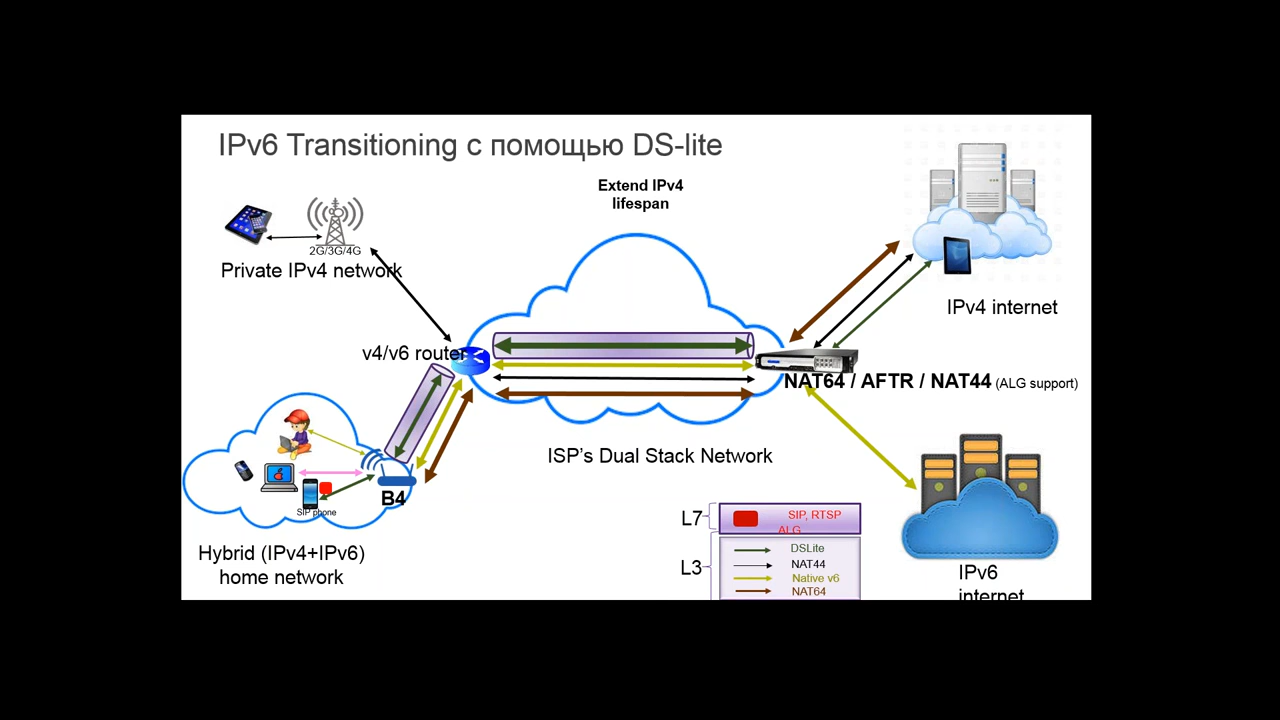 IPv6 Transitioning с помощью DS-lite
Extend IPv4
lifespan
2G/3G/4G
Private IPv4 network
IPv4 internet
v4/v6 router
NAT64 / AFTR / NAT44 (ALG support)
ISP's Dual Stack Network
B4
SIP phone
Hybrid (IPv4+IPv6)
home network
L7
SIP, RTSP
ALG
L3
DSLite
NAT44
Native v6
NAT64
IPv6
internet